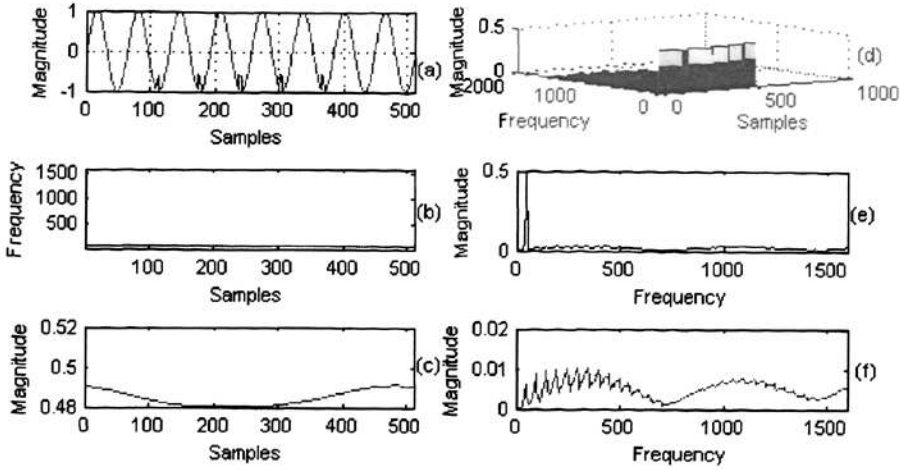 1
0
-1
Magnitude
0 100 200 300 400 500
Samples
(a)
0.5
0
2000
1000
0 0
500
1000
Magnitude
Frequency
Samples
(d)
1500
1000
500
Frequency
100 200 300 400 500
Samples
(b)
0.5
0
Magnitude
0 500 1000 1500
Frequency
(e)
0.52
0.5
0.48
Magnitude
0 100 200 300 400 500
Samples
(c)
0.02
0.01
0
Magnitude
0 500 1000 1500
Frequency
(f)